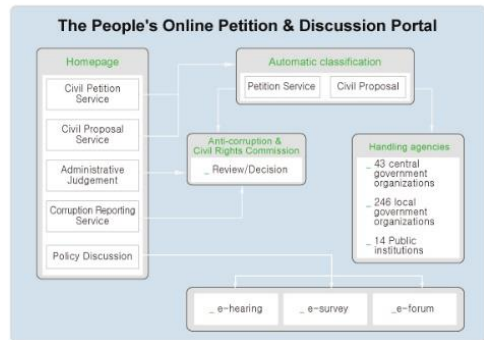 The People's Online Petition & Discussion Portal
Homepage
Civil Petition
Service
Civil Proposal
Service
Administrative
Judgement
Corruption Reporting
Service
Policy Discussion
Automatic classification
Petition Service
Civil Proposal
Anti-corruption &
Civil Rights Commission
_ Review/Decision
Handling agencies
_ 43 central
government
organizations
_ 246 local
government
organizations
_ 14 Public
institutions
_ e-hearing
_ e-survey
_e-forum